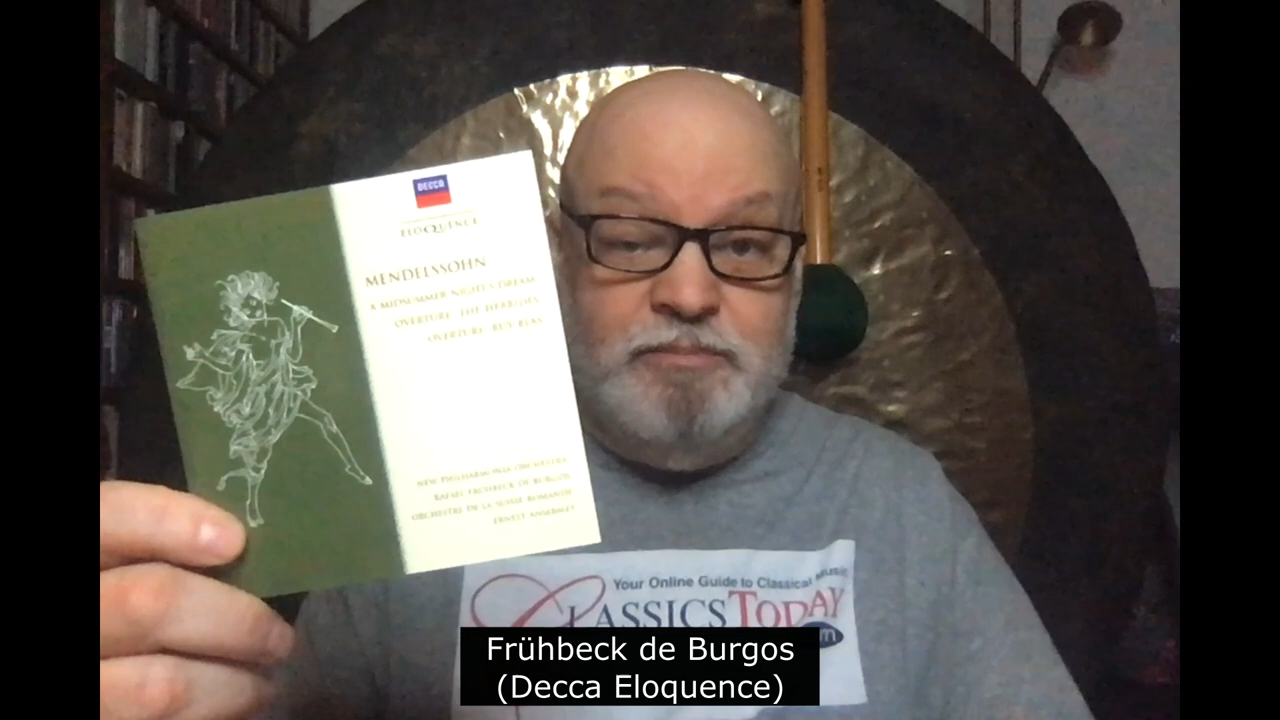 DECCA
ELOQUENCE
MENDELSSOHN
A MIDSUMMER NIGHT'S DREAM
OVERTURE: THE HEBRIDES
OVERTURE: RUY BLAS
NEW PHILHARMONIA ORCHESTRA
RAFAEL FRÜHBECK DE BURGOS
ORCHESTRE DE LA SUISSE ROMANDE
ERNEST ANSERMET
Your Online Guide to Classical Music
CLASSICSTODAY
Frühbeck de Burgos
(Decca Eloquence)